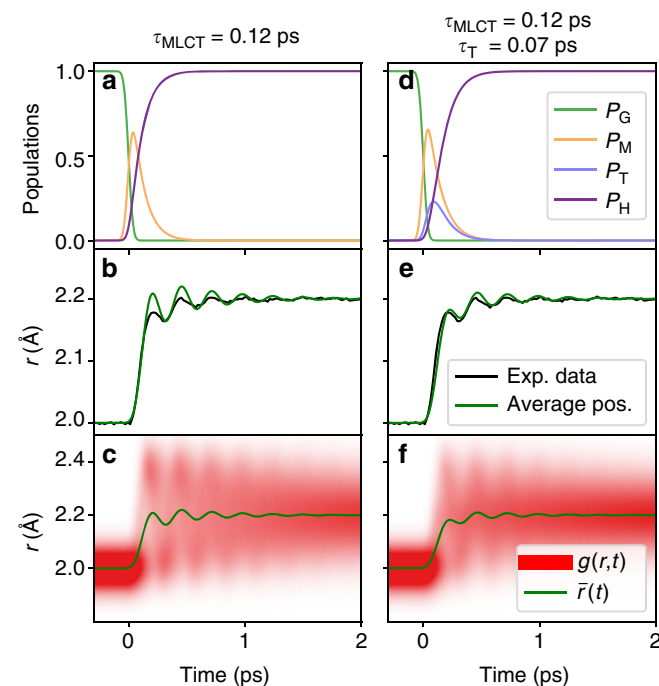 τMLCT = 0.12 ps
τMLCT = 0.12 ps
τT = 0.07 ps
a
1.0
0.5
0.0
Populations
d
PG
PM
PT
PH
b
2.2
2.1
2.0
r (Å)
e
Exp. data
Average pos.
c
2.4
2.2
2.0
r (Å)
f
g(r,t)
r̄(t)
0
1
2
Time (ps)
0
1
2
Time (ps)